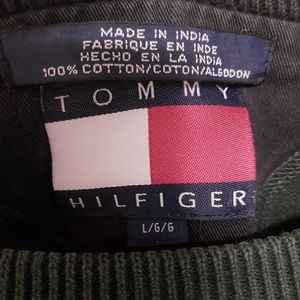 MADE IN INDIA
FABRIQUE EN INDE
HECHO EN LA INDIA
100% COTTON/COTON/ALGODON
TOMMY
HILFIGER
L/G/G